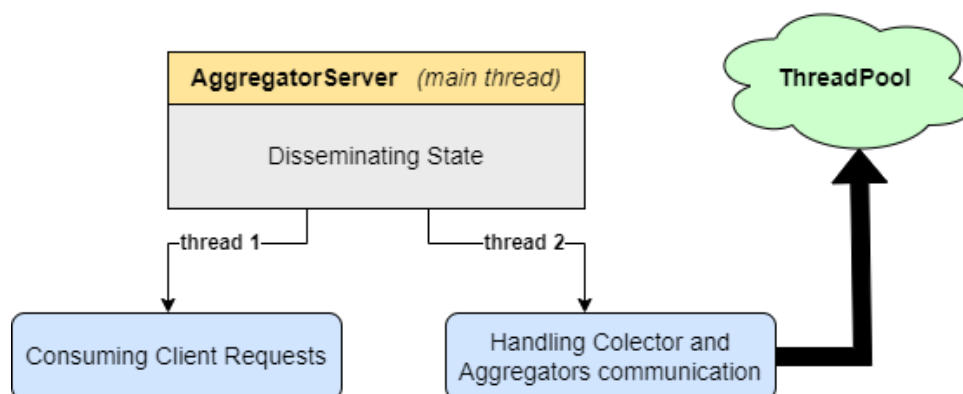 AggregatorServer (main thread)
ThreadPool
Disseminating State
thread 1
thread 2
Consuming Client Requests
Handling Colector and
Aggregators communication